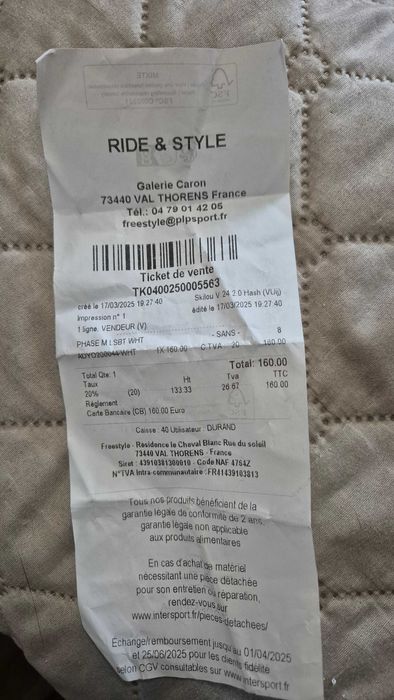 MIXTE
FSC
RIDE & STYLE
Galerie Caron
73440 VAL THORENS France
Tél.: 04 79 01 42 05
freestyle@plpsport.fr
Ticket de vente
TK0400250005563
créé le 17/03/2025 19:27:40 Skilou V 24.2.0 Hash (VUij)
Impression n° 1 édité le 17/03/2025 19:27:40
1 ligne, VENDEUR (V)
PHASE M LSBT WHT - SANS - 8
1X 160.00 C.TVA 20 160.00
Total Qte: 1 Total: 160.00
Taux Ht Tva TTC
20% (20) 133.33 26.67 160.00
Règlement
Carte Bancaire (CB) 160.00 Euro
Caisse : 40 Utilisateur : DURAND
Freestyle - Residence le Cheval Blanc Rue du soleil
73440 VAL THORENS - France
Siret : 43910381300010 - Code NAF 4764Z
N°TVA Intra-communautaire : FR41439103813
Tous nos produits bénéficient de la
garantie légale de conformité de 2 ans,
garantie légale non applicable
aux produits alimentaires
En cas d'achat de matériel
nécessitant une pièce détachée
pour son entretien ou réparation,
rendez-vous sur
www.intersport.fr/pieces-detachees/
Echange/remboursement jusqu'au 01/04/2025
et 25/06/2025 pour les clients fidélité
selon CGV consultables sur www.intersport.fr